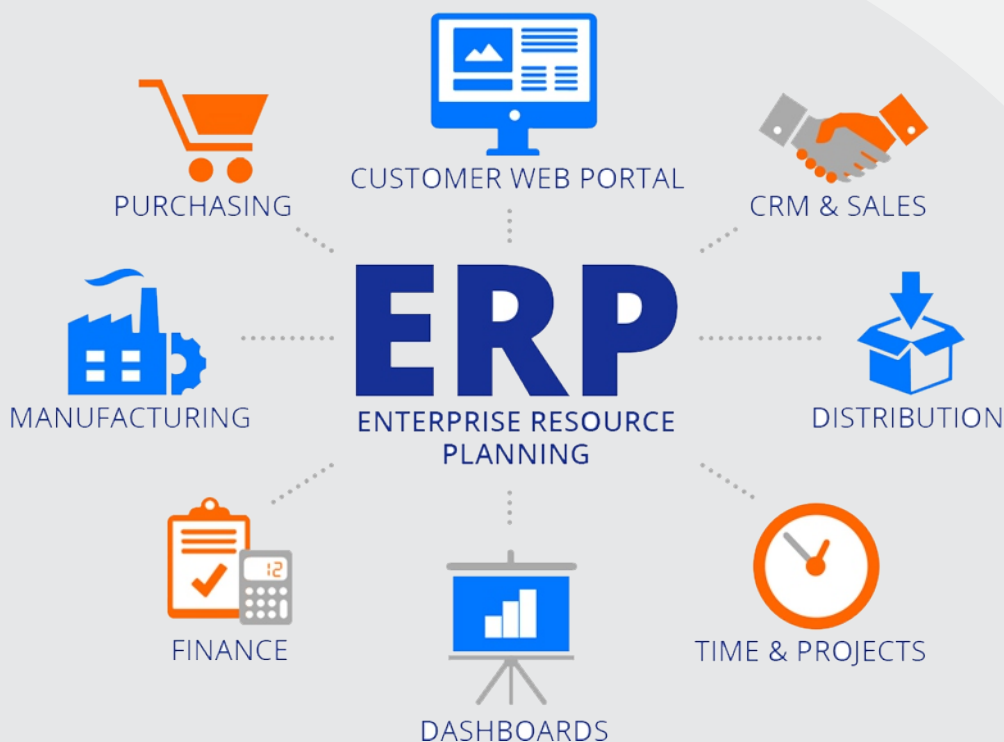 CUSTOMER WEB PORTAL
PURCHASING
CRM & SALES
ERP
ENTERPRISE RESOURCE
PLANNING
MANUFACTURING
DISTRIBUTION
12
FINANCE
TIME & PROJECTS
DASHBOARDS